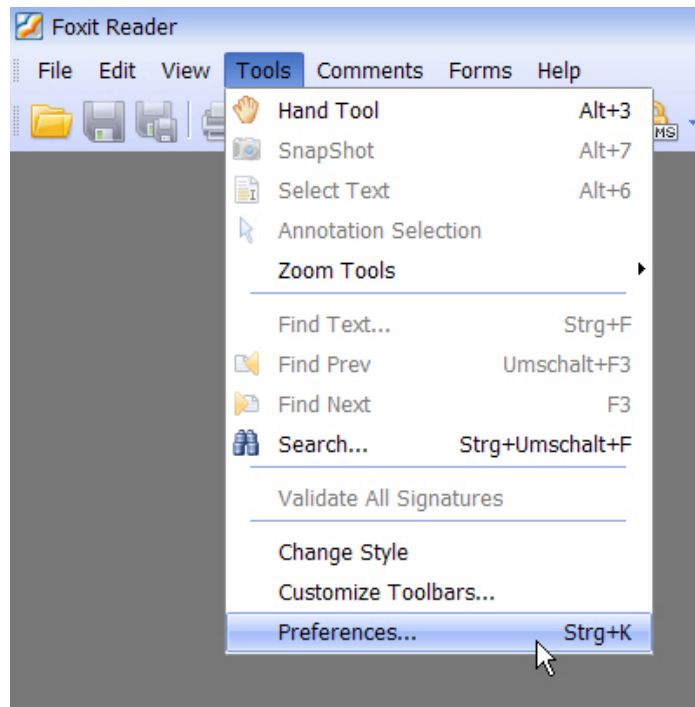 Foxit Reader
File Edit View Tools Comments Forms Help
Hand Tool Alt+3
MS
SnapShot Alt+7
Select Text Alt+6
Annotation Selection
Zoom Tools
Find Text... Strg+F
Find Prev Umschalt+F3
Find Next F3
Search... Strg+Umschalt+F
Validate All Signatures
Change Style
Customize Toolbars...
Preferences... Strg+K